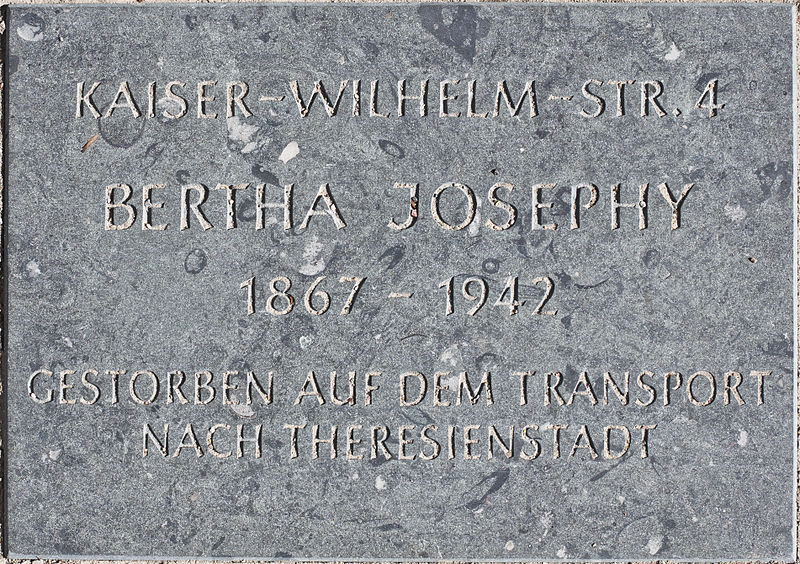 KAISER-WILHELM-STR. 4
BERTHA JOSEPHY
1867 - 1942
GESTORBEN AUF DEM TRANSPORT
NACH THERESIENSTADT